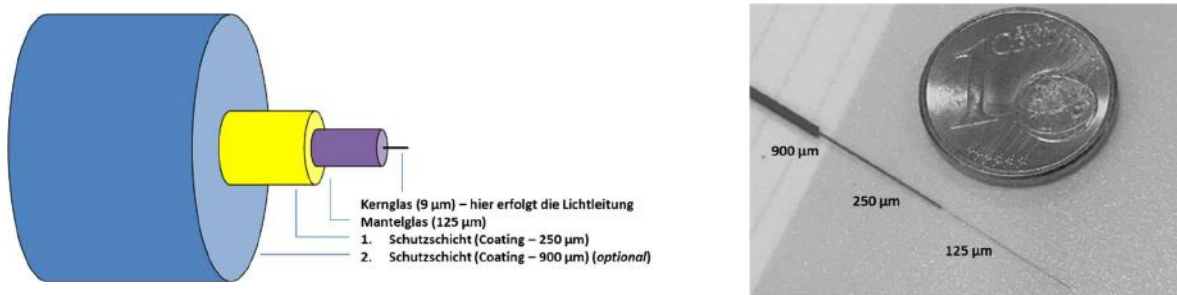 Kernglas (9 µm) – hier erfolgt die Lichtleitung
Mantelglas (125 µm)
1. Schutzschicht (Coating – 250 µm)
2. Schutzschicht (Coating – 900 µm) (optional)
900 µm
250 µm
125 µm
1
CENT